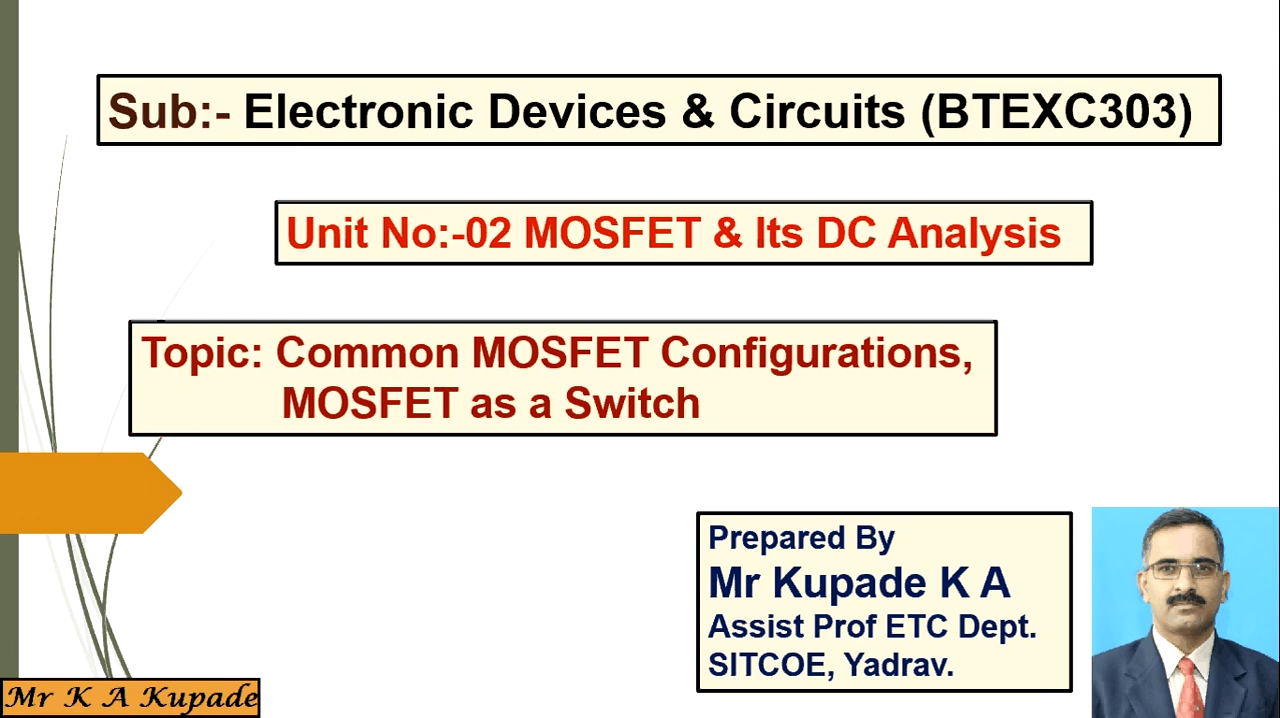 Sub:- Electronic Devices & Circuits (BTEXC303)
Unit No:-02 MOSFET & Its DC Analysis
Topic: Common MOSFET Configurations,
MOSFET as a Switch
Prepared By
Mr Kupade K A
Assist Prof ETC Dept.
SITCOE, Yadrav.
Mr K A Kupade